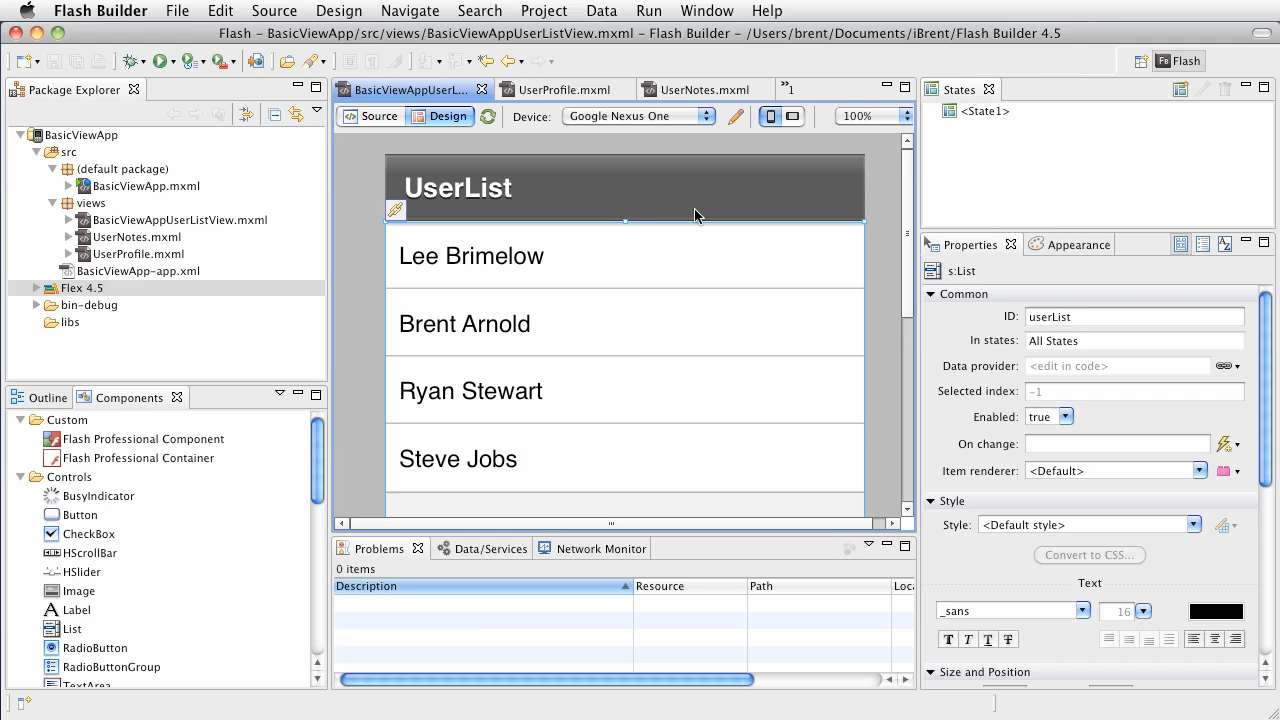 Flash Builder File Edit Source Design Navigate Search Project Data Run Window Help
Flash – BasicViewApp/src/views/BasicViewAppUserListView.mxml – Flash Builder – /Users/brent/Documents/iBrent/Flash Builder 4.5
Fb Flash
Package Explorer
BasicViewApp
src
(default package)
BasicViewApp.mxml
views
BasicViewAppUserListView.mxml
UserNotes.mxml
UserProfile.mxml
BasicViewApp-app.xml
Flex 4.5
bin-debug
libs
Outline Components
Custom
Flash Professional Component
Flash Professional Container
Controls
BusyIndicator
Button
CheckBox
HScrollBar
HSlider
Image
Label
List
RadioButton
RadioButtonGroup
TextArea
BasicViewAppUserL... UserProfile.mxml UserNotes.mxml »1
Source Design Device: Google Nexus One 100%
UserList
Lee Brimelow
Brent Arnold
Ryan Stewart
Steve Jobs
Problems Data/Services Network Monitor
0 items
Description Resource Path Loca
States
<State1>
Properties Appearance
s:List
Common
ID: userList
In states: All States
Data provider: <edit in code>
Selected index: -1
Enabled: true
On change:
Item renderer: <Default>
Style
Style: <Default style>
Convert to CSS...
Text
_sans 16
T T T T
Size and Position